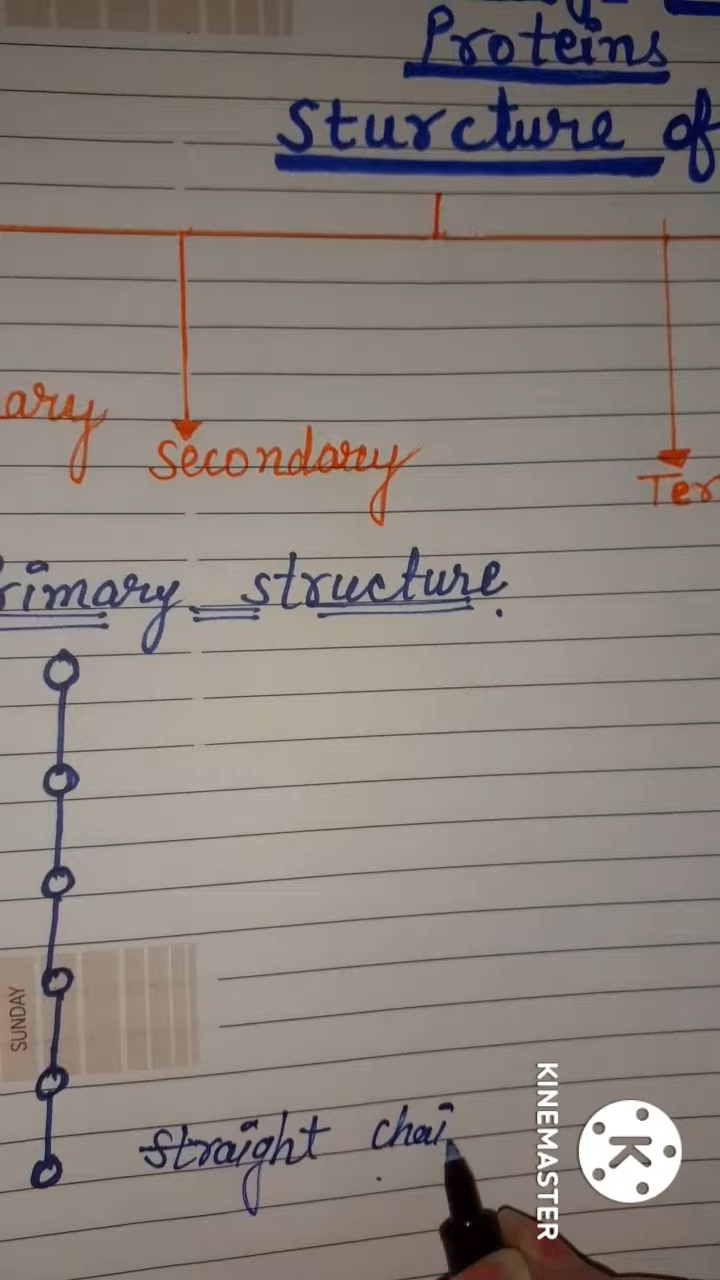 Proteins
Sturcture of
ary
Secondary
Ter
rimary structure.
SUNDAY
straight chai
KINEMASTER